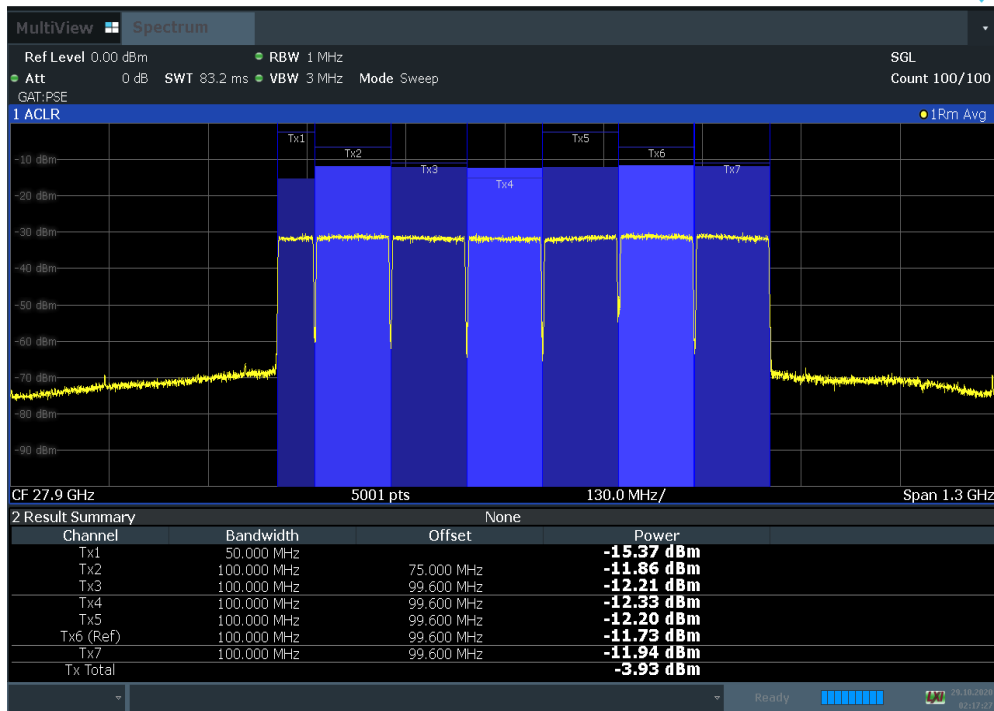 MultiView Spectrum
Ref Level 0.00 dBm RBW 1 MHz SGL
Att 0 dB SWT 83.2 ms VBW 3 MHz Mode Sweep Count 100/100
GAT:PSE
1 ACLR 1Rm Avg
Tx1 Tx5
Tx2 Tx6
-10 dBm
Tx3 Tx7
Tx4
-20 dBm
-30 dBm
-40 dBm
-50 dBm
-60 dBm
-70 dBm
-80 dBm
-90 dBm
CF 27.9 GHz 5001 pts 130.0 MHz/ Span 1.3 GHz
2 Result Summary None
Channel Bandwidth Offset Power
Tx1 50.000 MHz -15.37 dBm
Tx2 100.000 MHz 75.000 MHz -11.86 dBm
Tx3 100.000 MHz 99.600 MHz -12.21 dBm
Tx4 100.000 MHz 99.600 MHz -12.33 dBm
Tx5 100.000 MHz 99.600 MHz -12.20 dBm
Tx6 (Ref) 100.000 MHz 99.600 MHz -11.73 dBm
Tx7 100.000 MHz 99.600 MHz -11.94 dBm
Tx Total -3.93 dBm
Ready LXI 29.10.2020
02:17:27